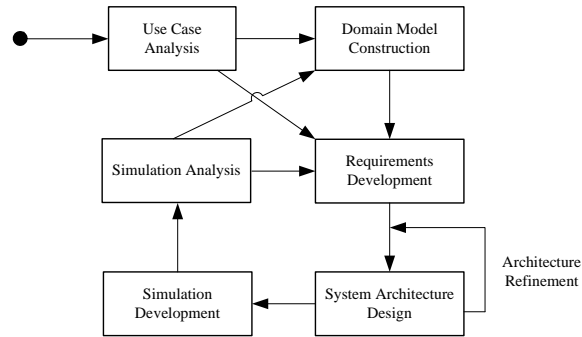 Use Case
Analysis
Domain Model
Construction
Simulation Analysis
Requirements
Development
Architecture
Refinement
Simulation
Development
System Architecture
Design